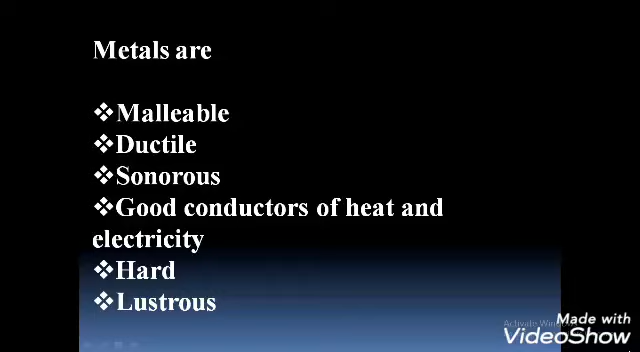 Metals are
❖Malleable
❖Ductile
❖Sonorous
❖Good conductors of heat and
electricity
❖Hard
❖Lustrous
Made with
VideoShow